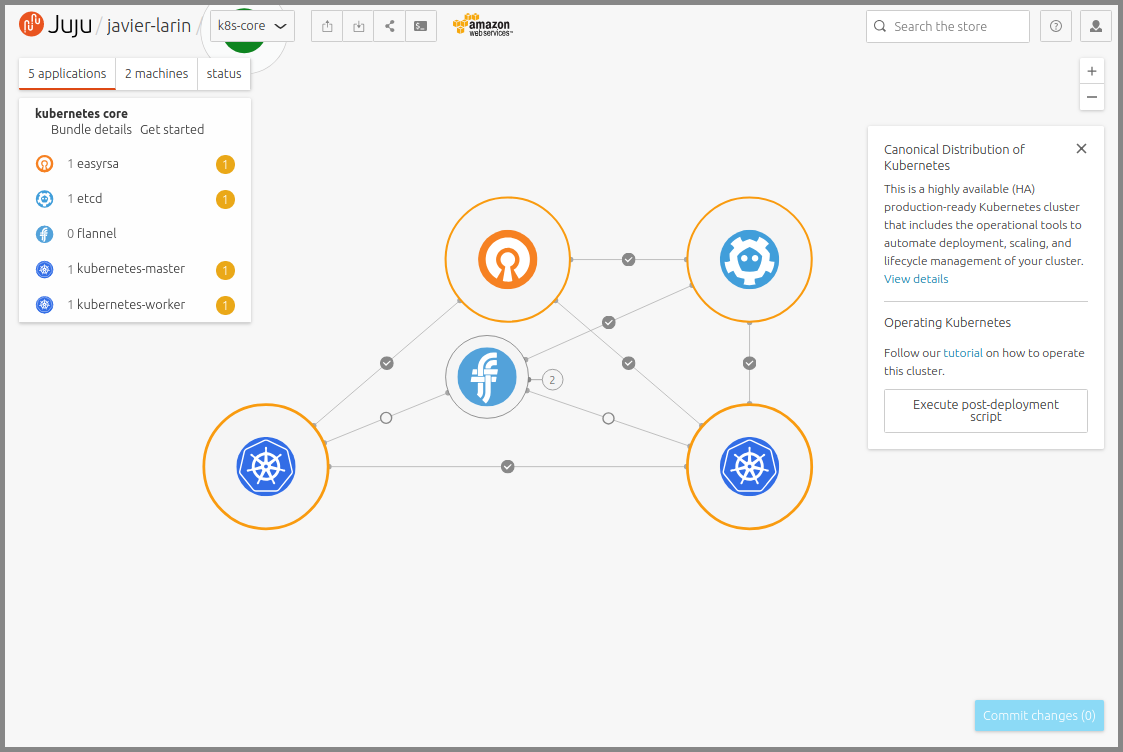 Juju / javier-larin / k8s-core amazon web services™ Search the store
5 applications 2 machines status
kubernetes core
Bundle details Get started
1 easyrsa 1
1 etcd 1
0 flannel
1 kubernetes-master 1
1 kubernetes-worker 1
2
Canonical Distribution of
Kubernetes
This is a highly available (HA)
production-ready Kubernetes cluster
that includes the operational tools to
automate deployment, scaling, and
lifecycle management of your cluster.
View details
Operating Kubernetes
Follow our tutorial on how to operate
this cluster.
Execute post-deployment
script
Commit changes (0)